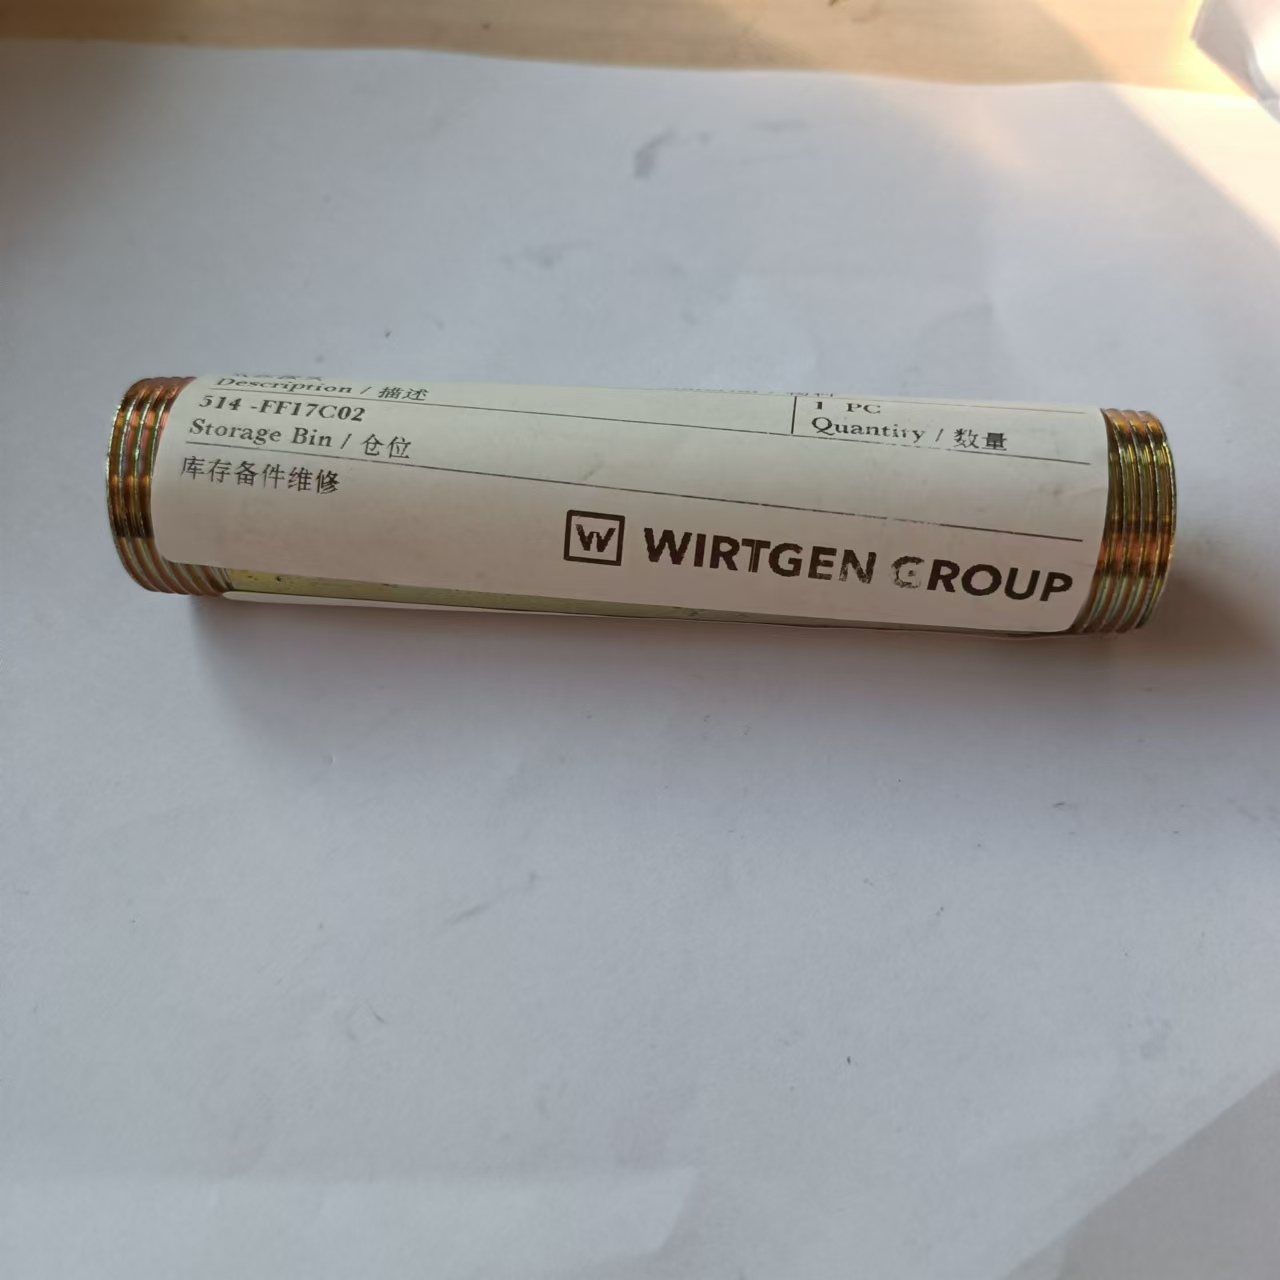 Description / 描述
514 -FF17C02
1 PC
Storage Bin / 仓位
Quantity / 数量
库存备件维修
W WIRTGEN GROUP